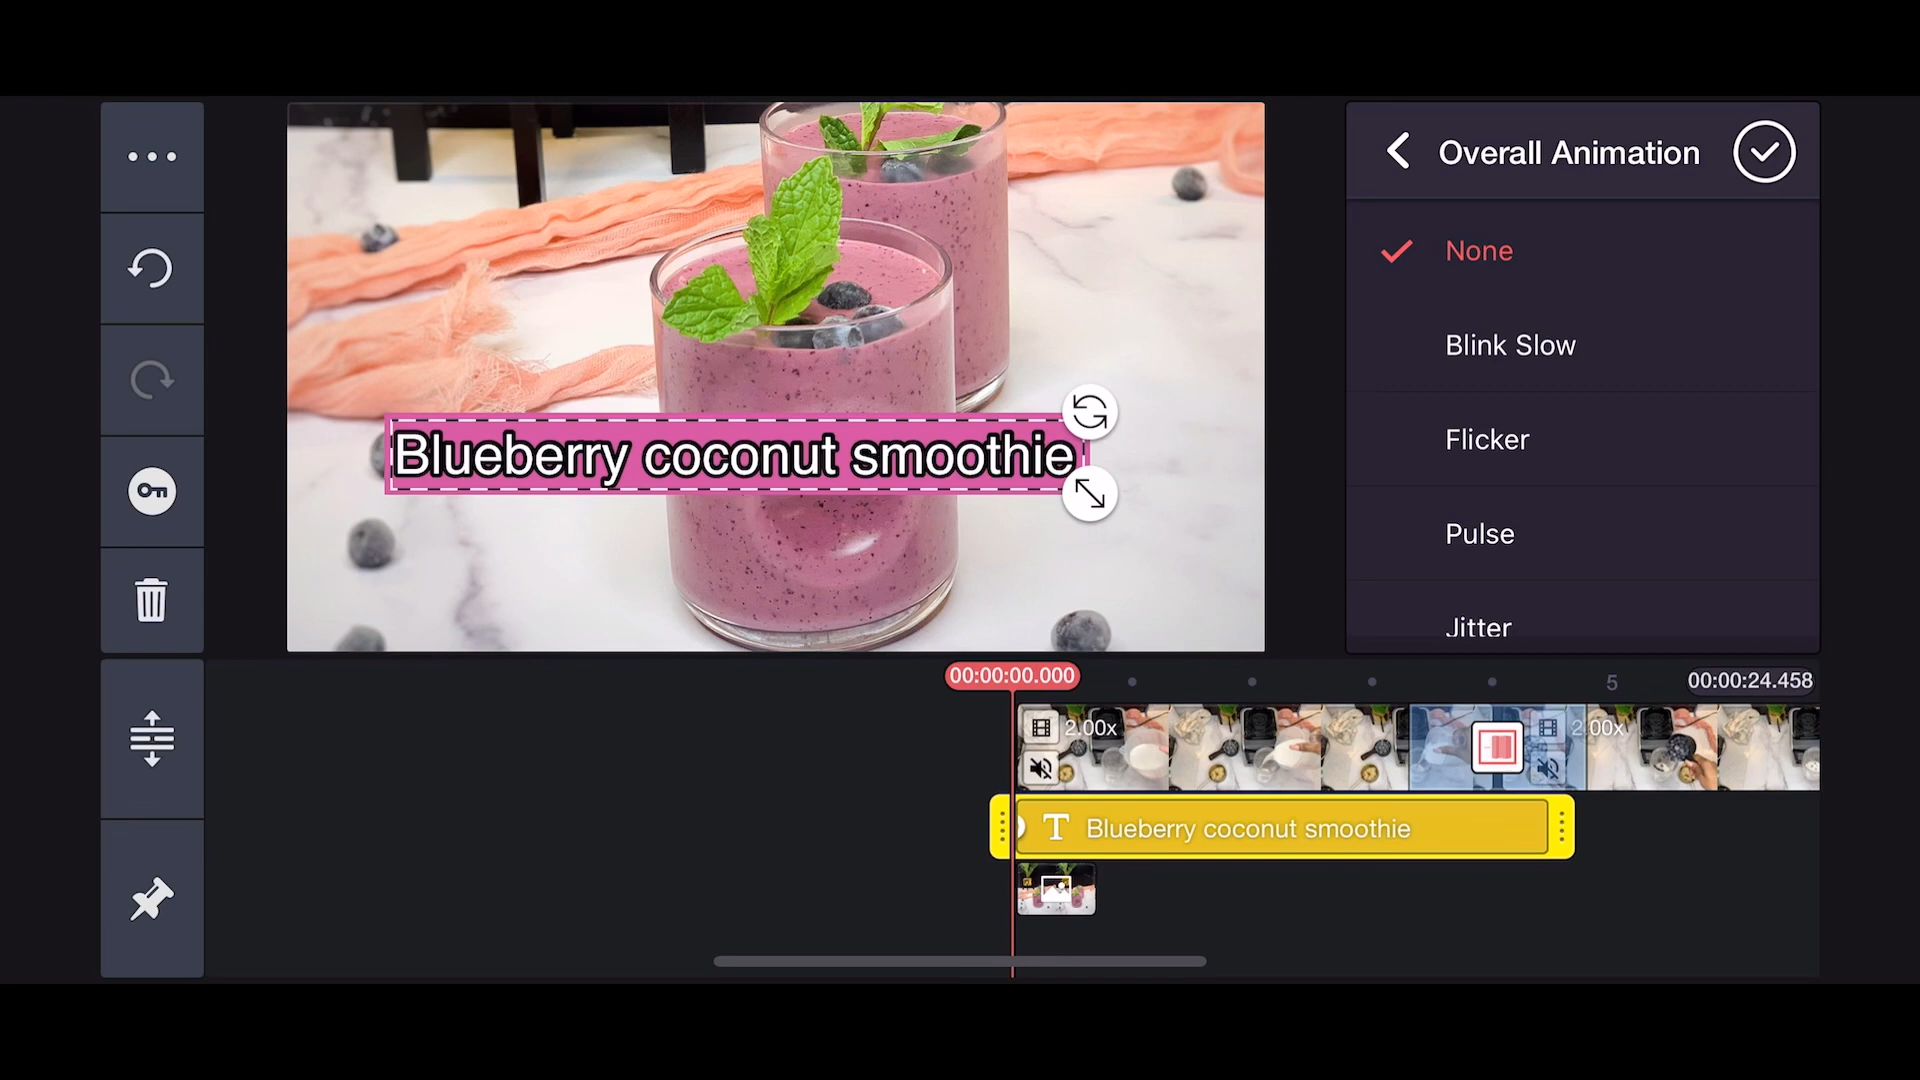 Overall Animation
None
Blink Slow
Flicker
Pulse
Jitter
Blueberry coconut smoothie
00:00:00.000
5
00:00:24.458
2.00x
2.00x
T Blueberry coconut smoothie